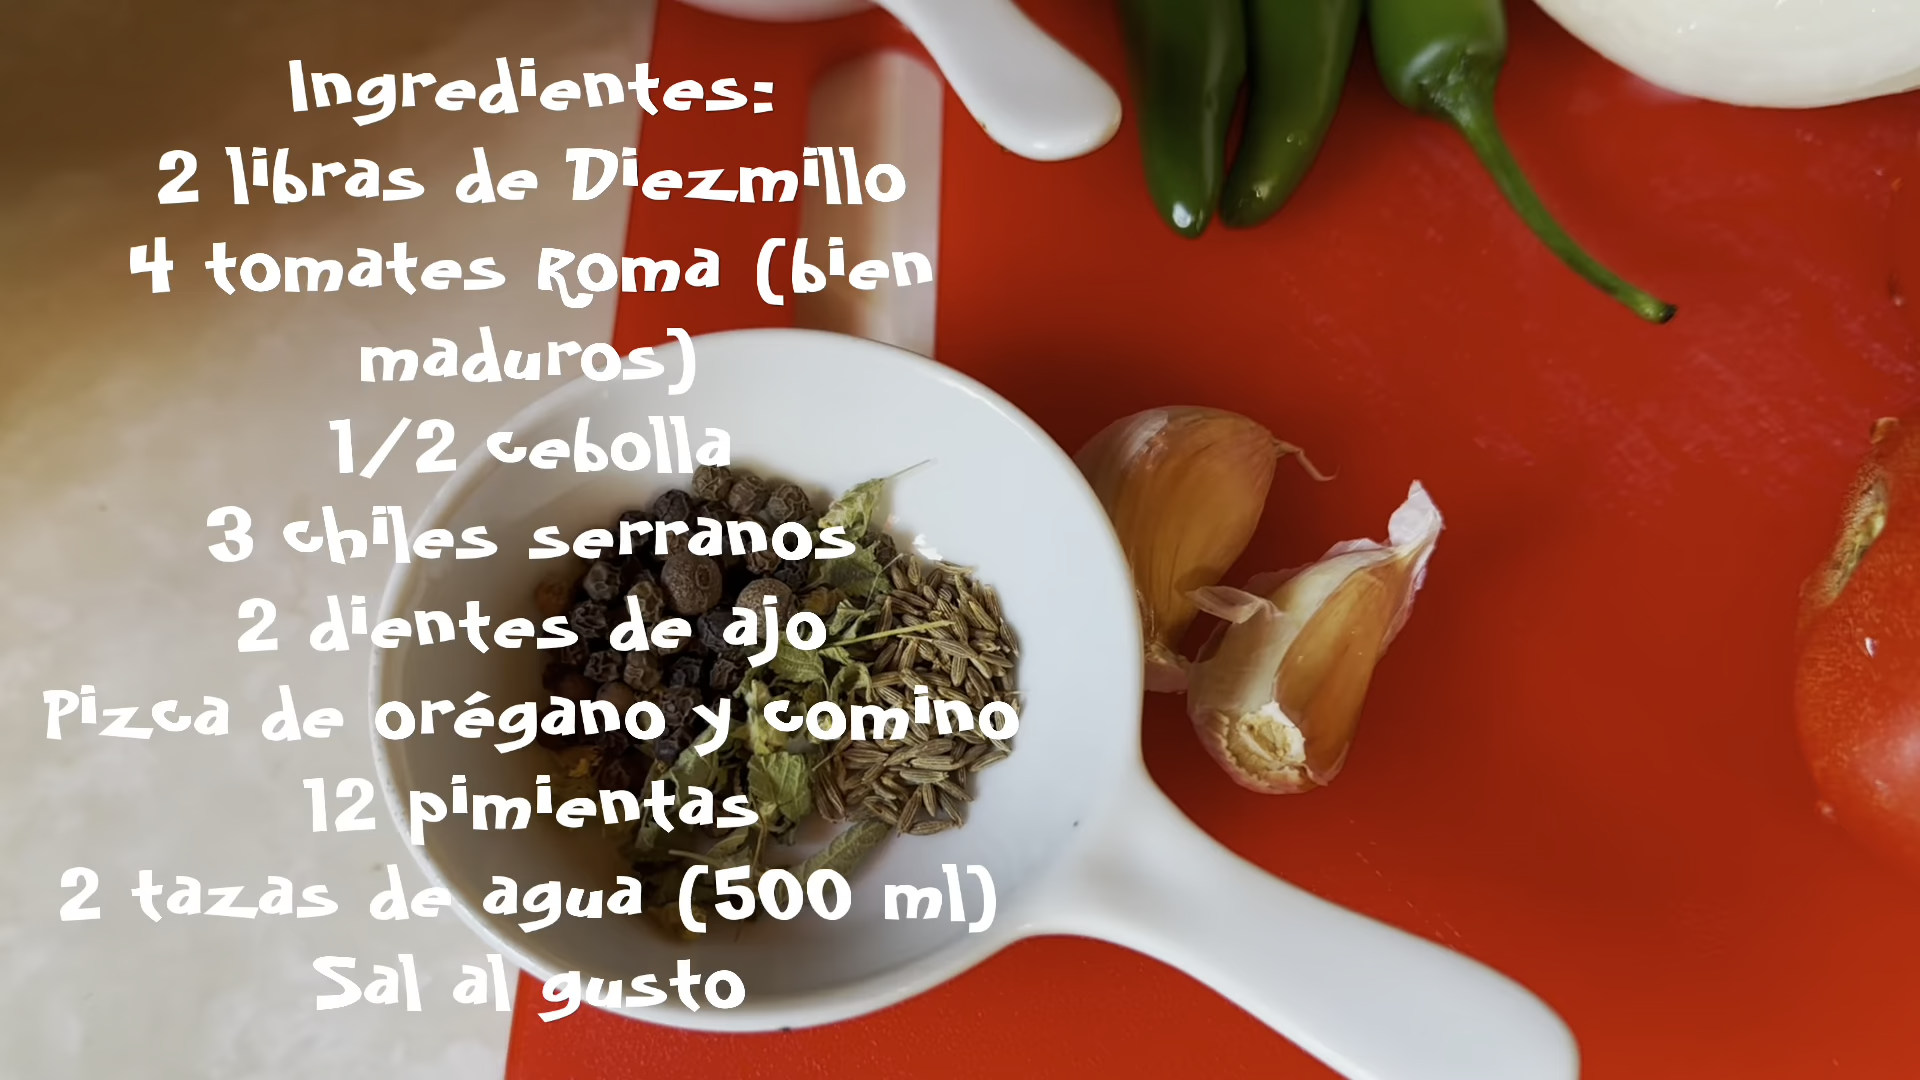 Ingredientes:
2 libras de Diezmillo
4 tomates Roma (bien
maduros)
1/2 cebolla
3 chiles serranos
2 dientes de ajo
Pizca de orégano y comino
12 pimientas
2 tazas de agua (500 ml)
Sal al gusto